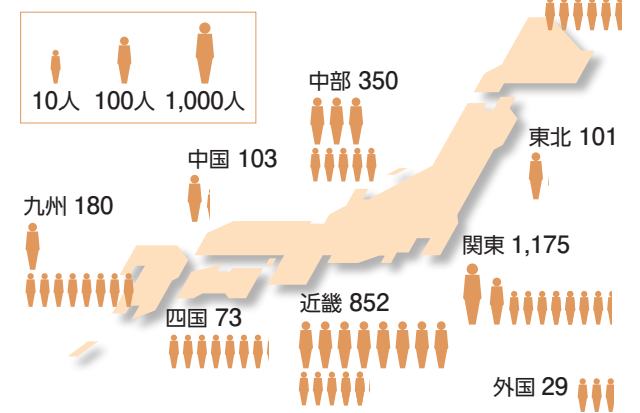 10人 100人 1,000人
中部 350
東北 101
中国 103
九州 180
関東 1,175
四国 73
近畿 852
外国 29